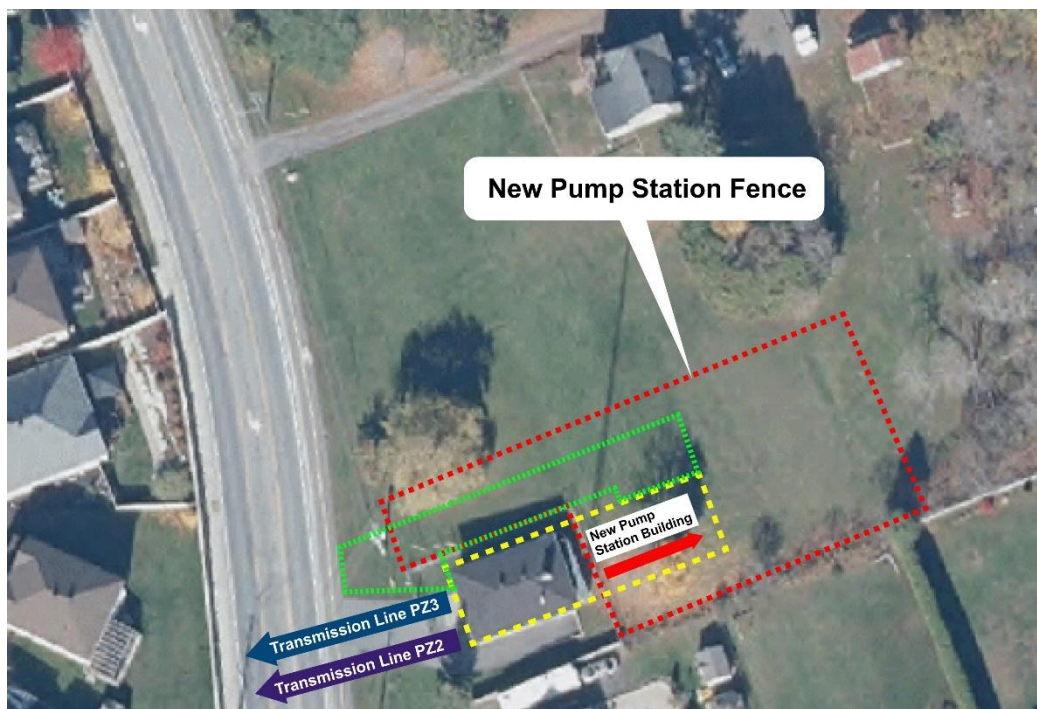 New Pump Station Fence
New Pump
Station Building
Transmission Line PZ3
Transmission Line PZ2